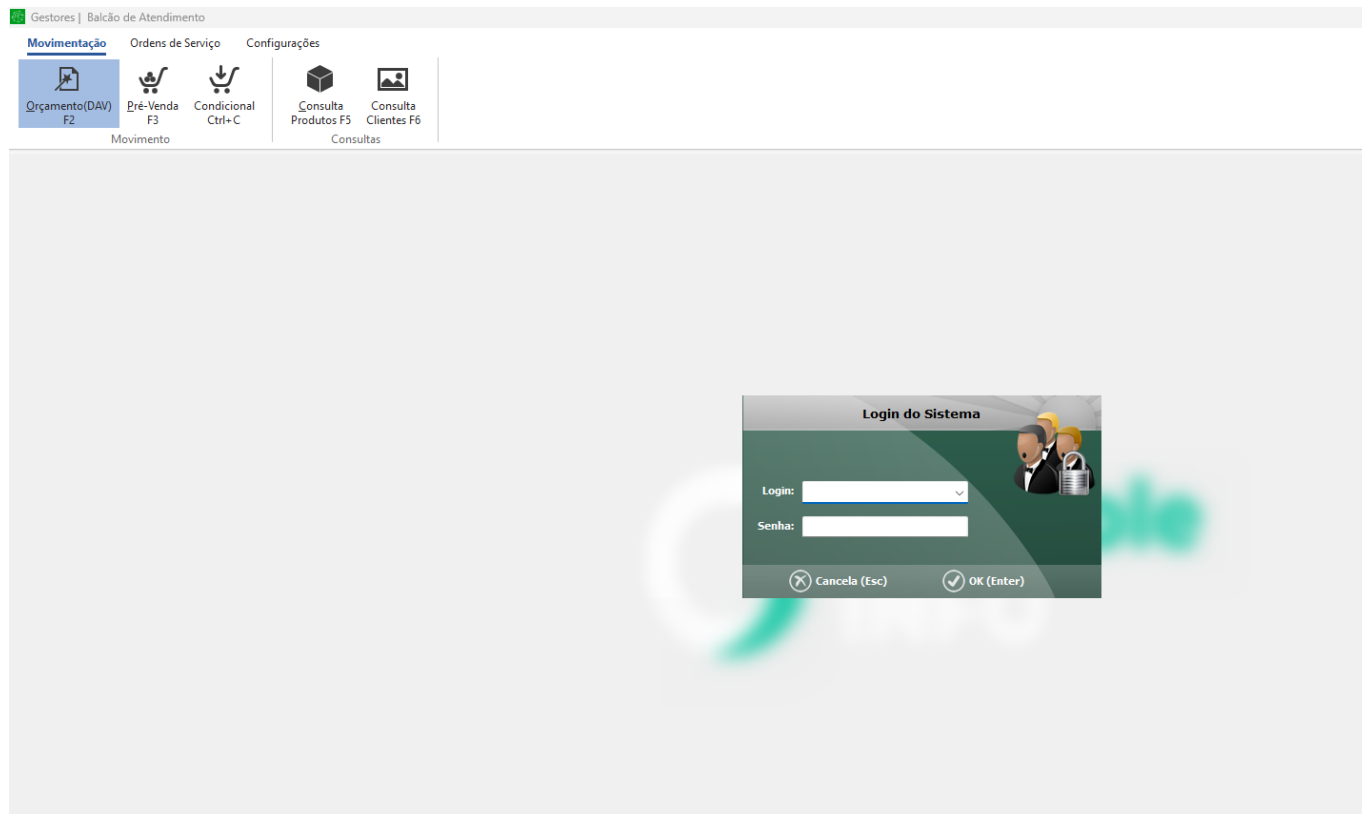 Gestores | Balcão de Atendimento
Movimentação Ordens de Serviço Configurações
Orçamento(DAV) Pré-Venda Condicional Consulta Consulta
F2 F3 Ctrl+C Produtos F5 Clientes F6
Movimento Consultas
Login do Sistema
Login:
Senha:
Cancela (Esc) OK (Enter)
INFO